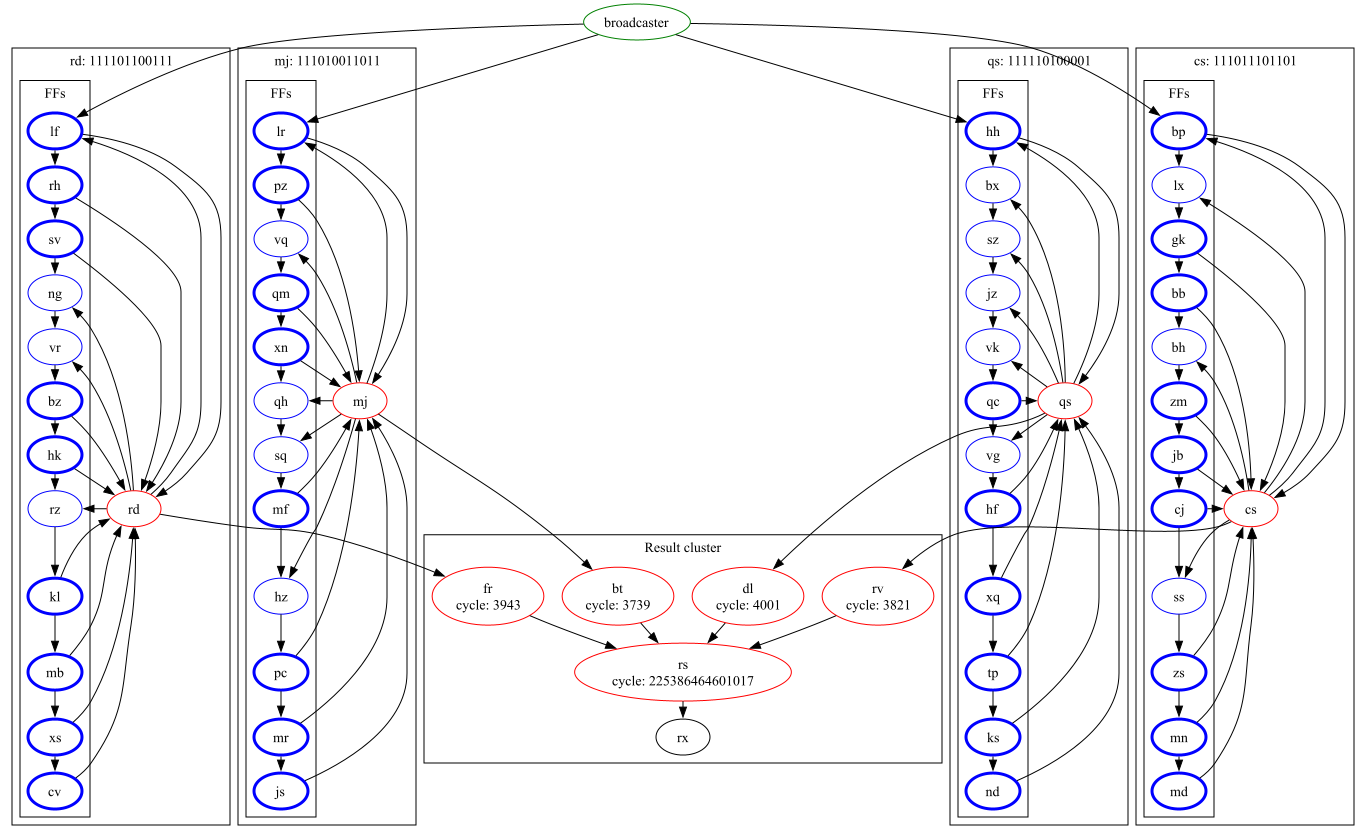 broadcaster
rd: 111101100111
FFs
lf
rh
sv
ng
vr
bz
hk
rz
kl
mb
xs
cv
rd
mj: 111010011011
FFs
lr
pz
vq
qm
xn
qh
sq
mf
hz
pc
mr
js
mj
Result cluster
fr
cycle: 3943
bt
cycle: 3739
dl
cycle: 4001
rv
cycle: 3821
rs
cycle: 225386464601017
rx
qs: 111110100001
FFs
hh
bx
sz
jz
vk
qc
vg
hf
xq
tp
ks
nd
qs
cs: 111011101101
FFs
bp
lx
gk
bb
bh
zm
jb
cj
ss
zs
mn
md
cs